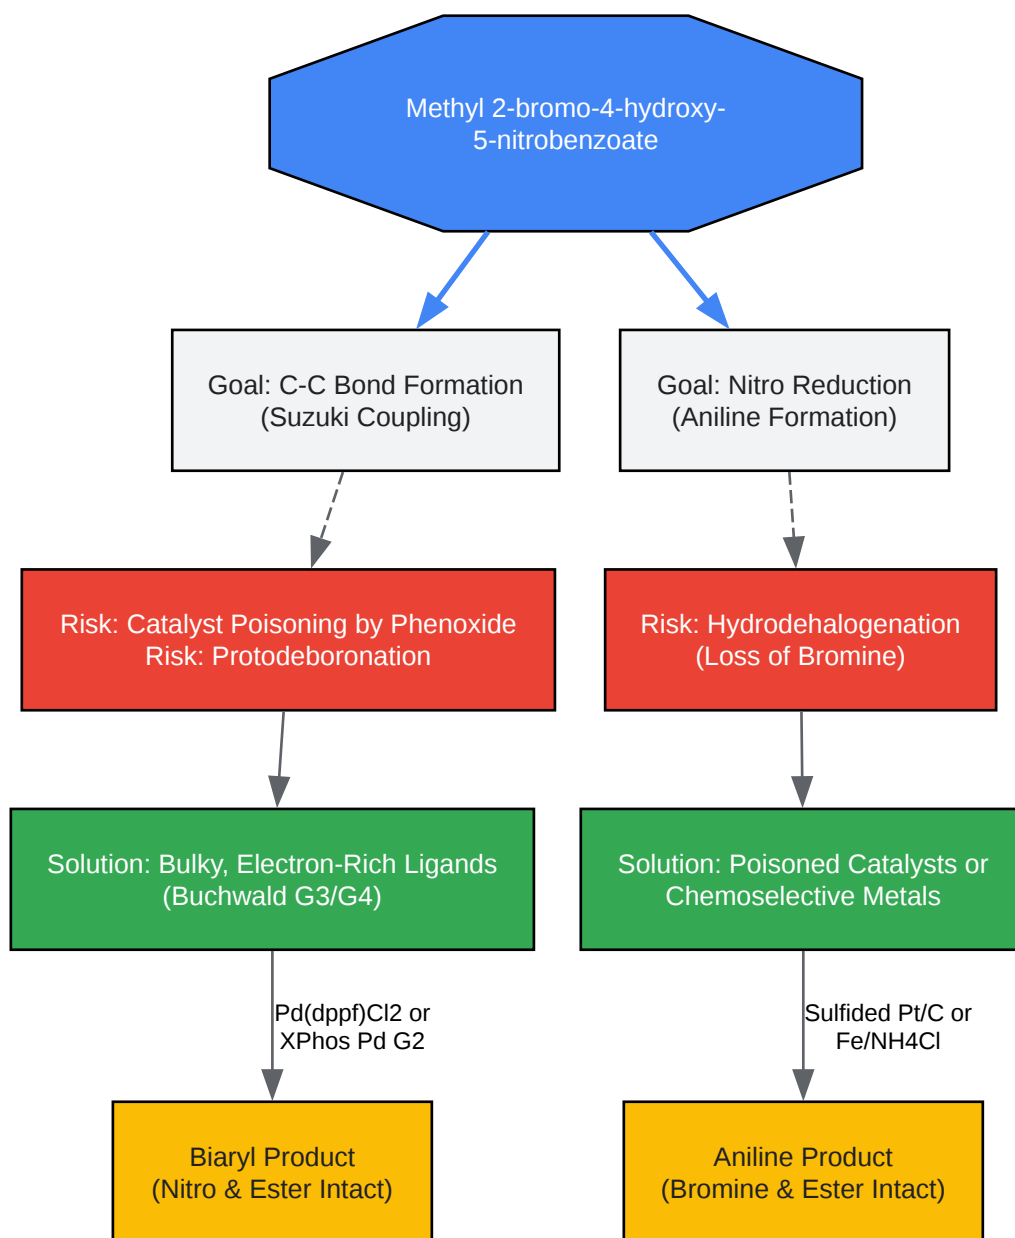 Methyl 2-bromo-4-hydroxy-
5-nitrobenzoate
Goal: C-C Bond Formation
(Suzuki Coupling)
Goal: Nitro Reduction
(Aniline Formation)
Risk: Catalyst Poisoning by Phenoxide
Risk: Protodeboronation
Risk: Hydrodehalogenation
(Loss of Bromine)
Solution: Bulky, Electron-Rich Ligands
(Buchwald G3/G4)
Solution: Poisoned Catalysts or
Chemoselective Metals
Pd(dppf)Cl2 or
XPhos Pd G2
Sulfided Pt/C or
Fe/NH4Cl
Biaryl Product
(Nitro & Ester Intact)
Aniline Product
(Bromine & Ester Intact)